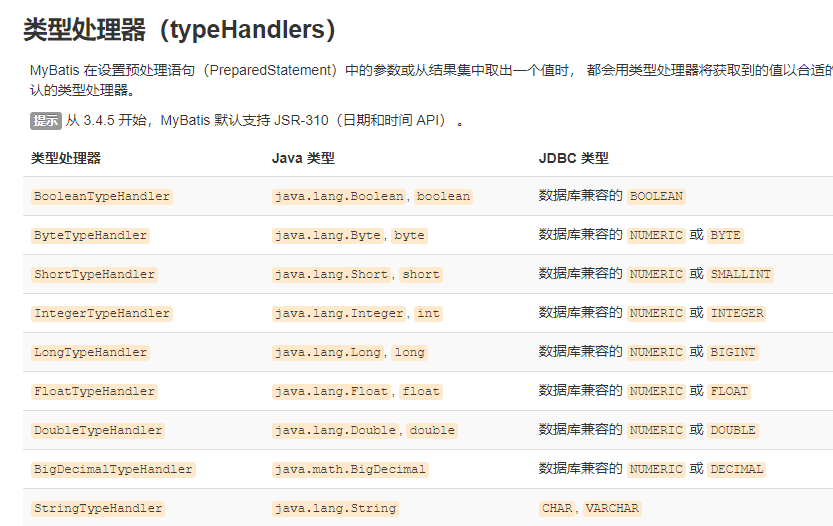 类型处理器（typeHandlers）
MyBatis 在设置预处理语句（PreparedStatement）中的参数或从结果集中取出一个值时， 都会用类型处理器将获取到的值以合适的
认的类型处理器。
提示 从 3.4.5 开始，MyBatis 默认支持 JSR-310（日期和时间 API） 。
类型处理器 Java 类型 JDBC 类型
BooleanTypeHandler java.lang.Boolean, boolean 数据库兼容的 BOOLEAN
ByteTypeHandler java.lang.Byte, byte 数据库兼容的 NUMERIC 或 BYTE
ShortTypeHandler java.lang.Short, short 数据库兼容的 NUMERIC 或 SMALLINT
IntegerTypeHandler java.lang.Integer, int 数据库兼容的 NUMERIC 或 INTEGER
LongTypeHandler java.lang.Long, long 数据库兼容的 NUMERIC 或 BIGINT
FloatTypeHandler java.lang.Float, float 数据库兼容的 NUMERIC 或 FLOAT
DoubleTypeHandler java.lang.Double, double 数据库兼容的 NUMERIC 或 DOUBLE
BigDecimalTypeHandler java.math.BigDecimal 数据库兼容的 NUMERIC 或 DECIMAL
StringTypeHandler java.lang.String CHAR, VARCHAR